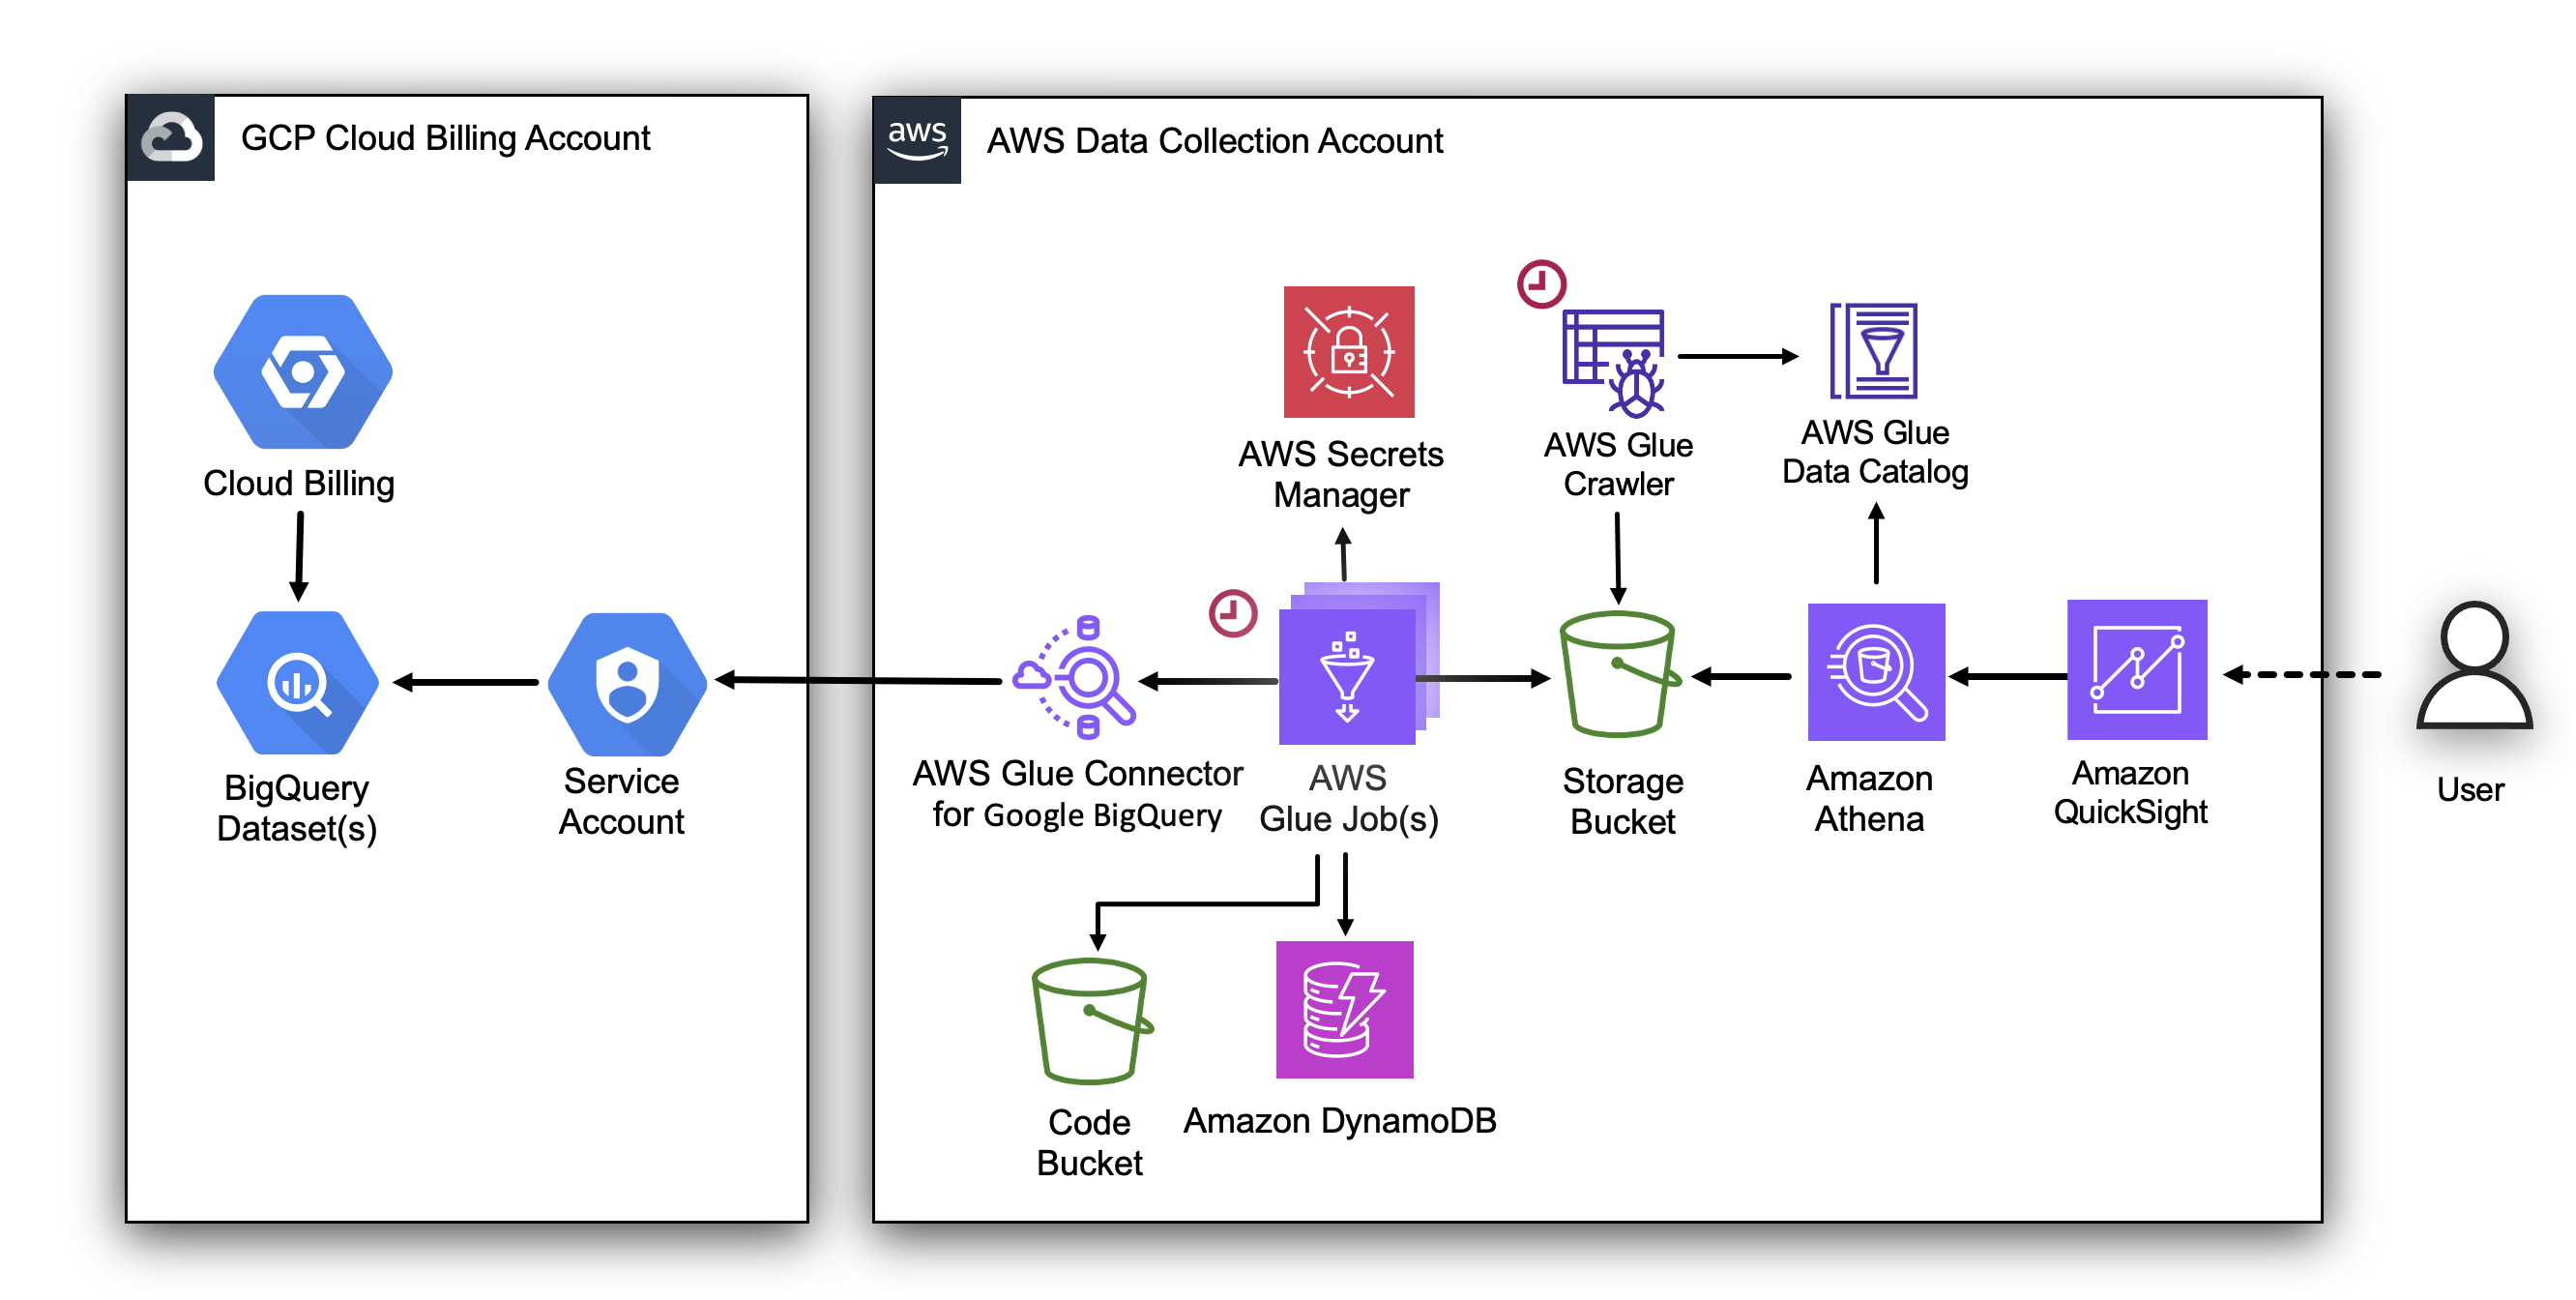 GCP Cloud Billing Account
Cloud Billing
BigQuery
Dataset(s)
Service
Account
aws
AWS Data Collection Account
AWS Secrets
Manager
AWS Glue
Crawler
AWS Glue
Data Catalog
AWS Glue Connector
for Google BigQuery
AWS
Glue Job(s)
Storage
Bucket
Amazon
Athena
Amazon
QuickSight
User
Code
Bucket
Amazon DynamoDB